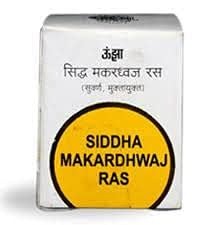 ऊंझा
सिद्ध मकरध्वज रस
(सुवर्ण, मुक्तायुक्त)
SIDDHA
MAKARDHWAJ
RAS